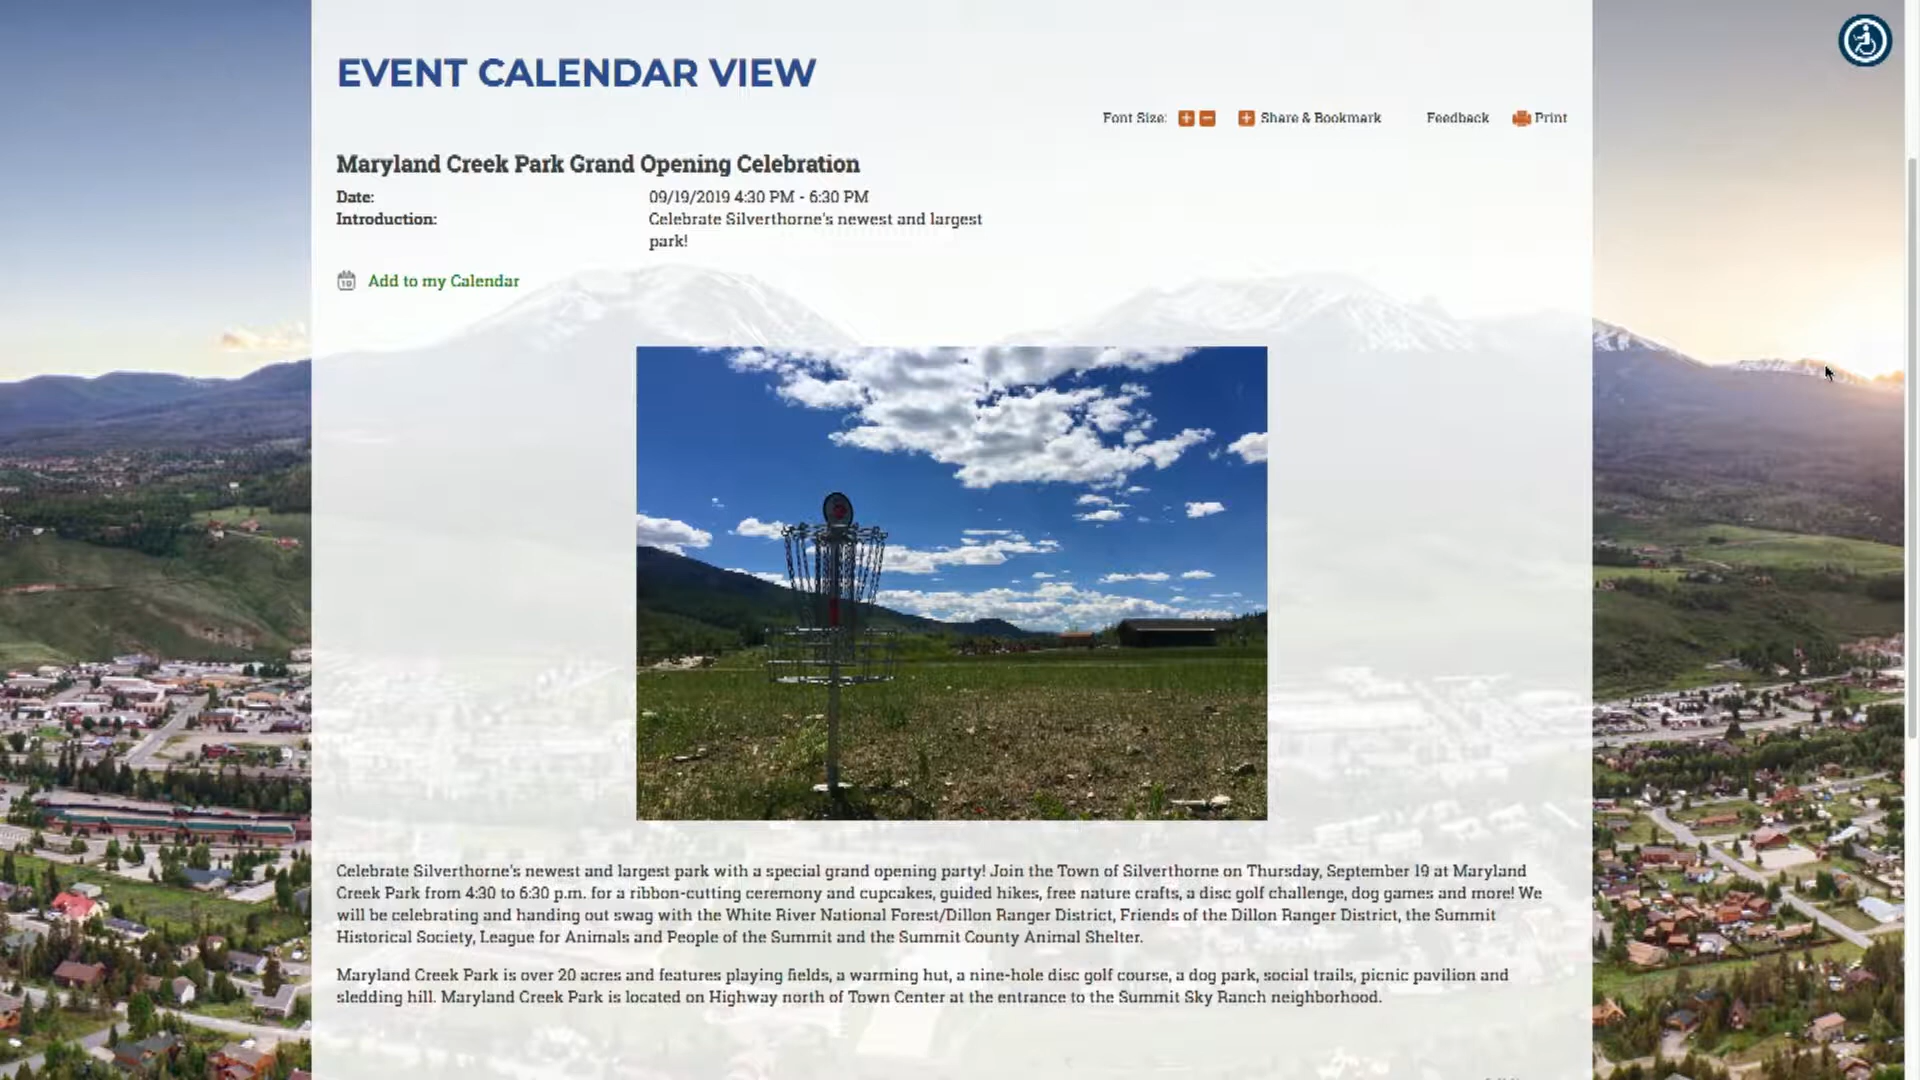 EVENT CALENDAR VIEW
Font Size: Share & Bookmark Feedback Print
Maryland Creek Park Grand Opening Celebration
Date: 09/19/2019 4:30 PM - 6:30 PM
Introduction: Celebrate Silverthorne's newest and largest
park!
Add to my Calendar
Celebrate Silverthorne's newest and largest park with a special grand opening party! Join the Town of Silverthorne on Thursday, September 19 at Maryland
Creek Park from 4:30 to 6:30 p.m. for a ribbon-cutting ceremony and cupcakes, guided hikes, free nature crafts, a disc golf challenge, dog games and more! We
will be celebrating and handing out swag with the White River National Forest/Dillon Ranger District, Friends of the Dillon Ranger District, the Summit
Historical Society, League for Animals and People of the Summit and the Summit County Animal Shelter.
Maryland Creek Park is over 20 acres and features playing fields, a warming hut, a nine-hole disc golf course, a dog park, social trails, picnic pavilion and
sledding hill. Maryland Creek Park is located on Highway north of Town Center at the entrance to the Summit Sky Ranch neighborhood.